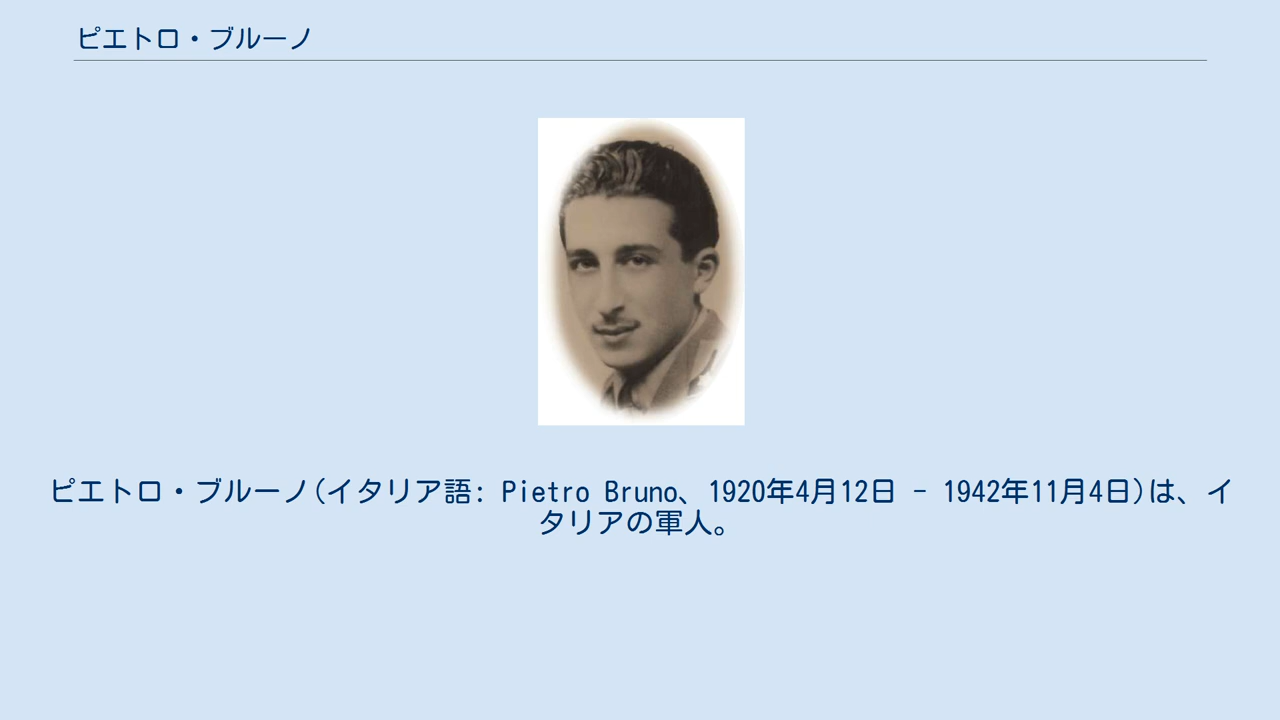 ピエトロ・ブルーノ
ピエトロ・ブルーノ(イタリア語: Pietro Bruno、1920年4月12日 - 1942年11月4日)は、イ
タリアの軍人。